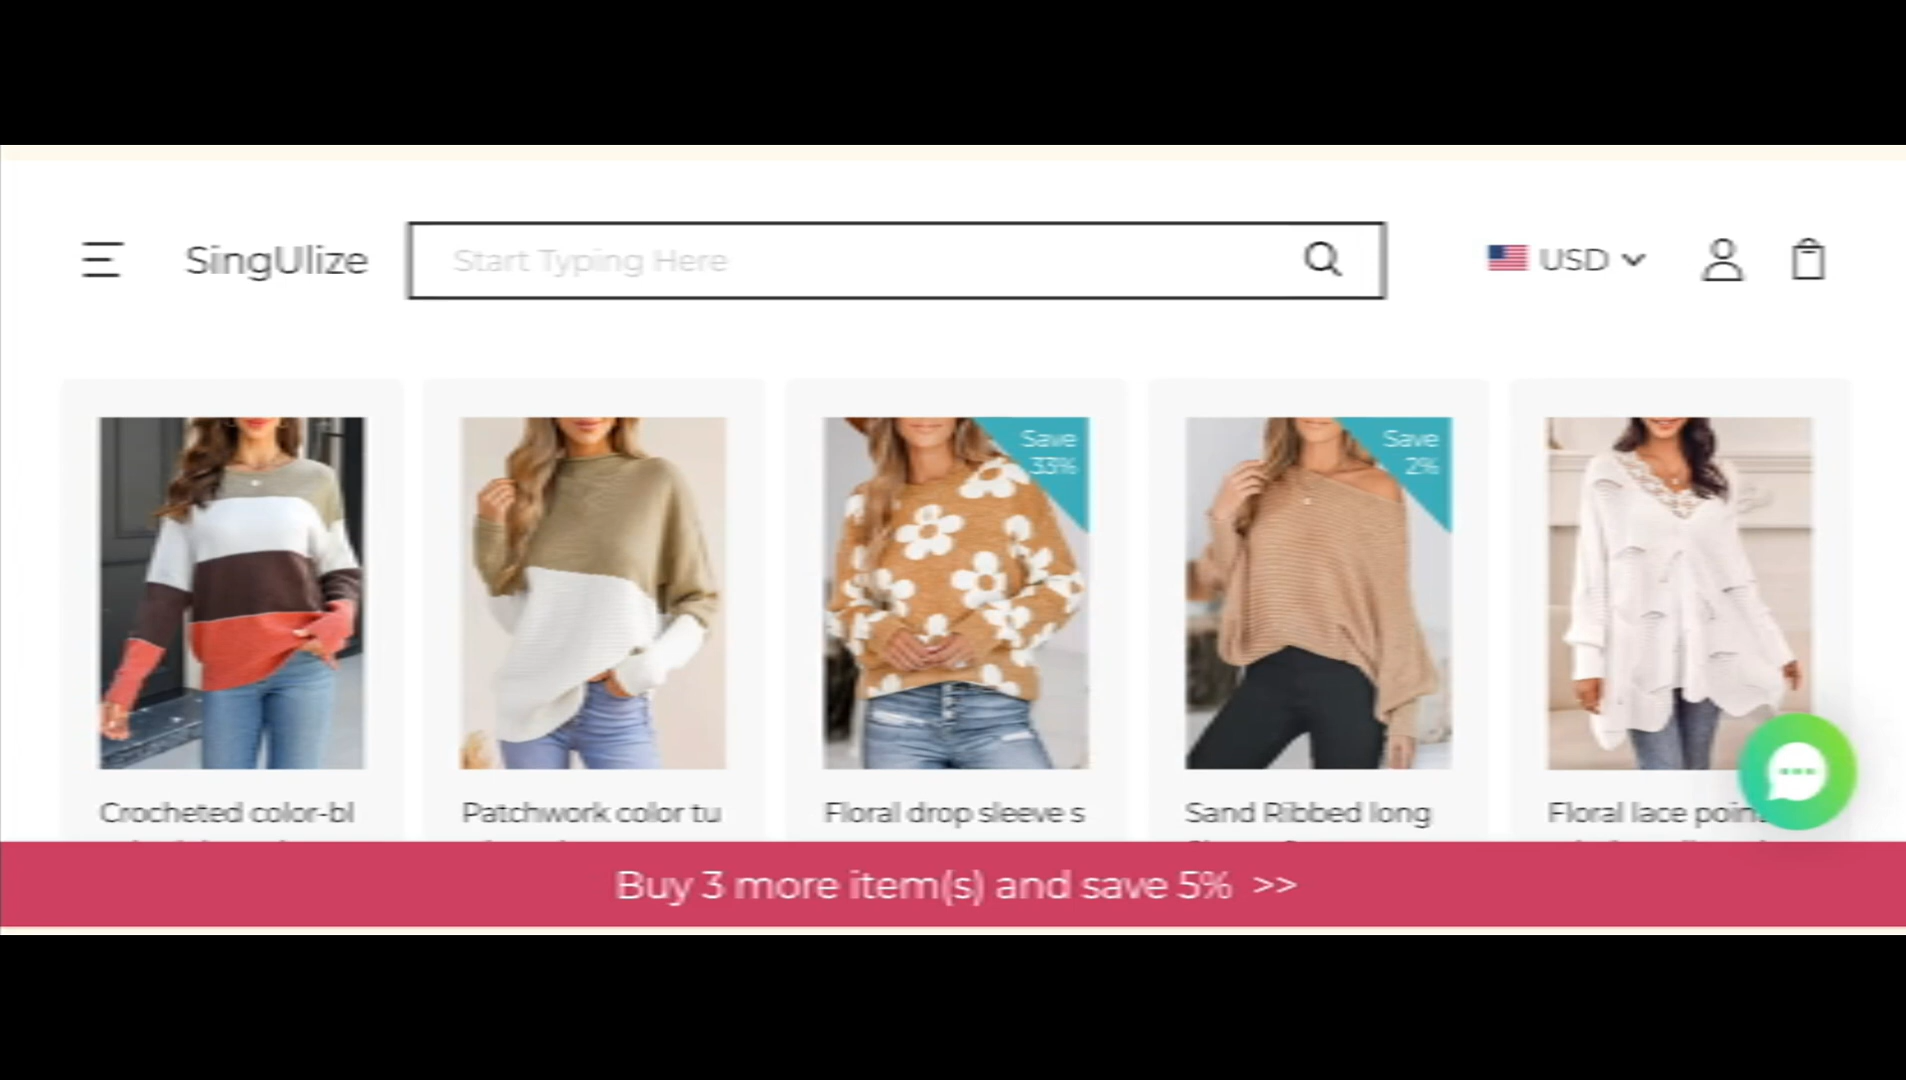 SingUlize
Start Typing Here
USD
Save
33%
Save
2%
Crocheted color-bl
Patchwork color tu
Floral drop sleeve s
Sand Ribbed long
Floral lace poin
Buy 3 more item(s) and save 5% >>